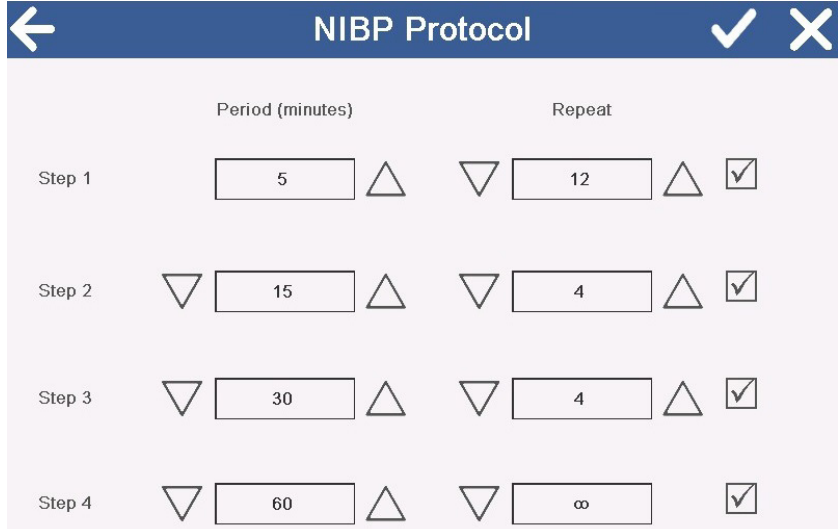 NIBP Protocol
Period (minutes) Repeat
Step 1 5 12
Step 2 15 4
Step 3 30 4
Step 4 60 ∞